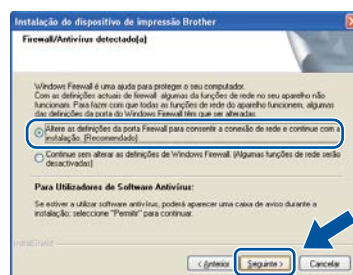 Instalação do dispositivo de impressão Brother
Firewall/Antivírus detectado(a)
Windows Firewall é uma ajuda para proteger o seu computador.
Com as definições actuais de firewall algumas da funções de rede no seu aparelho não
funcionam. Para fazer com que todas as funções de rede do aparelho funcionem, algumas
das definições da porta do Windows Firewall têm que ser alteradas.
Altere as definições da porta Firewall para consentir a conexão de rede e continue com a
instalação. (Recomendado)
Continue sem alterar as definições de Windows Firewall. (Algumas funções de rede serão
desactivadas)
Para Utilizadores de Software Antivírus:
Se estiver a utilizar software antivírus, poderá aparecer uma caixa de aviso durante a
instalação; seleccione "Permitir" para continuar.
InstallShield
< Anterior
Seguinte >
Cancelar